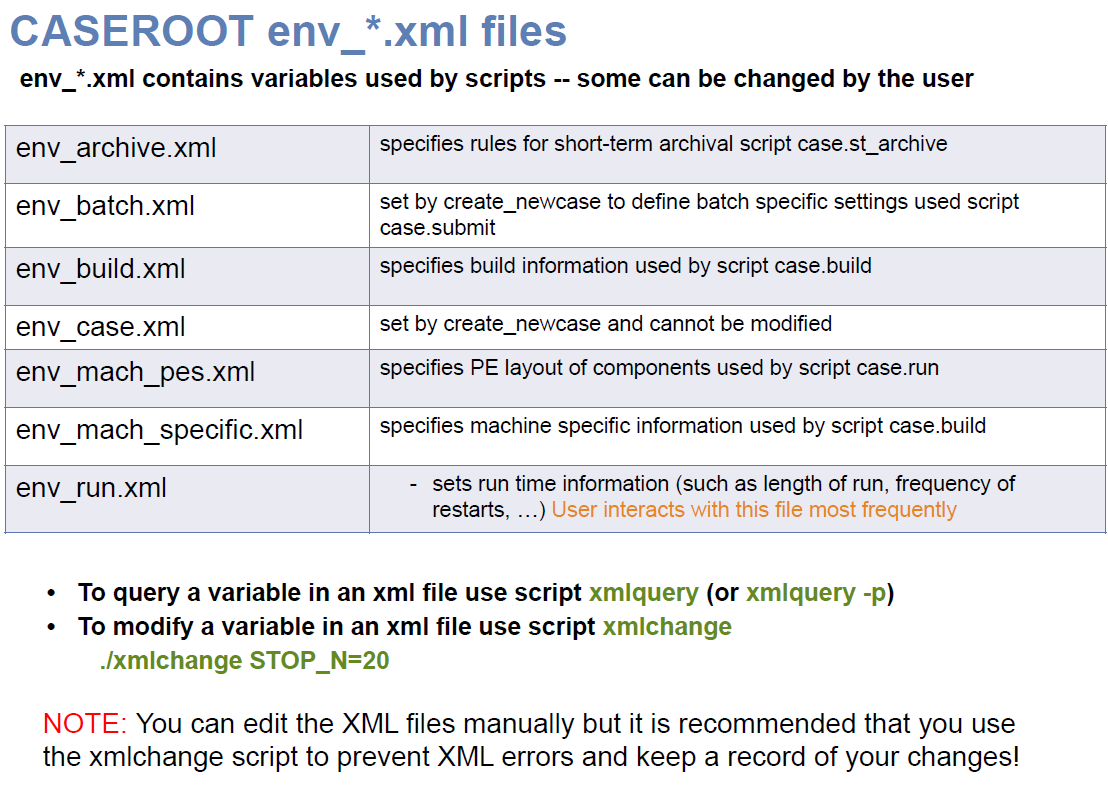 CASEROOT env_*.xml files
env_*.xml contains variables used by scripts -- some can be changed by the user
env_archive.xml
specifies rules for short-term archival script case.st_archive
env_batch.xml
set by create_newcase to define batch specific settings used script
case.submit
env_build.xml
specifies build information used by script case.build
env_case.xml
set by create_newcase and cannot be modified
env_mach_pes.xml
specifies PE layout of components used by script case.run
env_mach_specific.xml
specifies machine specific information used by script case.build
env_run.xml
- sets run time information (such as length of run, frequency of
restarts, …) User interacts with this file most frequently
• To query a variable in an xml file use script xmlquery (or xmlquery -p)
• To modify a variable in an xml file use script xmlchange
./xmlchange STOP_N=20
NOTE: You can edit the XML files manually but it is recommended that you use
the xmlchange script to prevent XML errors and keep a record of your changes!